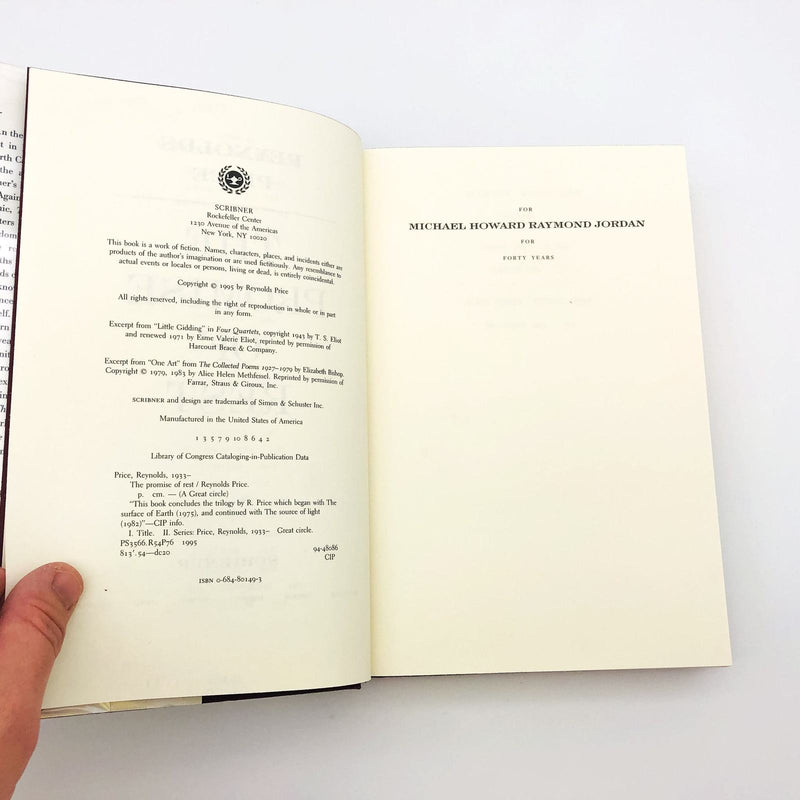 SCRIBNER
Rockefeller Center
1230 Avenue of the Americas
New York, NY 10020
This book is a work of fiction. Names, characters, places, and incidents either are
products of the author's imagination or are used fictitiously. Any resemblance to
actual events or locales or persons, living or dead, is entirely coincidental.
Copyright © 1995 by Reynolds Price
All rights reserved, including the right of reproduction in whole or in part
in any form.
Excerpt from "Little Gidding" in Four Quartets, copyright 1943 by T. S. Eliot
and renewed 1971 by Esme Valerie Eliot, reprinted by permission of
Harcourt Brace & Company.
Excerpt from "One Art" from The Collected Poems 1927–1979 by Elizabeth Bishop.
Copyright © 1979, 1983 by Alice Helen Methfessel. Reprinted by permission of
Farrar, Straus & Giroux, Inc.
SCRIBNER and design are trademarks of Simon & Schuster Inc.
Manufactured in the United States of America
1 3 5 7 9 10 8 6 4 2
Library of Congress Cataloging-in-Publication Data
Price, Reynolds, 1933–
The promise of rest / Reynolds Price.
p. cm. — (A Great circle)
"This book concludes the trilogy by R. Price which began with The
surface of Earth (1975), and continued with The source of light
(1982)"—CIP info.
I. Title. II. Series: Price, Reynolds, 1933– Great circle.
PS3566.R54P76 1995
813'.54—dc20 94-48086
CIP
ISBN 0-684-80149-3
FOR
MICHAEL HOWARD RAYMOND JORDAN
FOR
FORTY YEARS